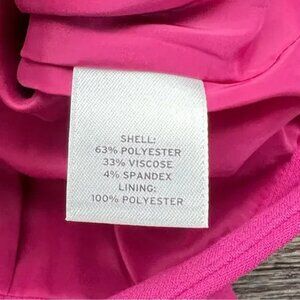 SHELL:
63% POLYESTER
33% VISCOSE
4% SPANDEX
LINING:
100% POLYESTER